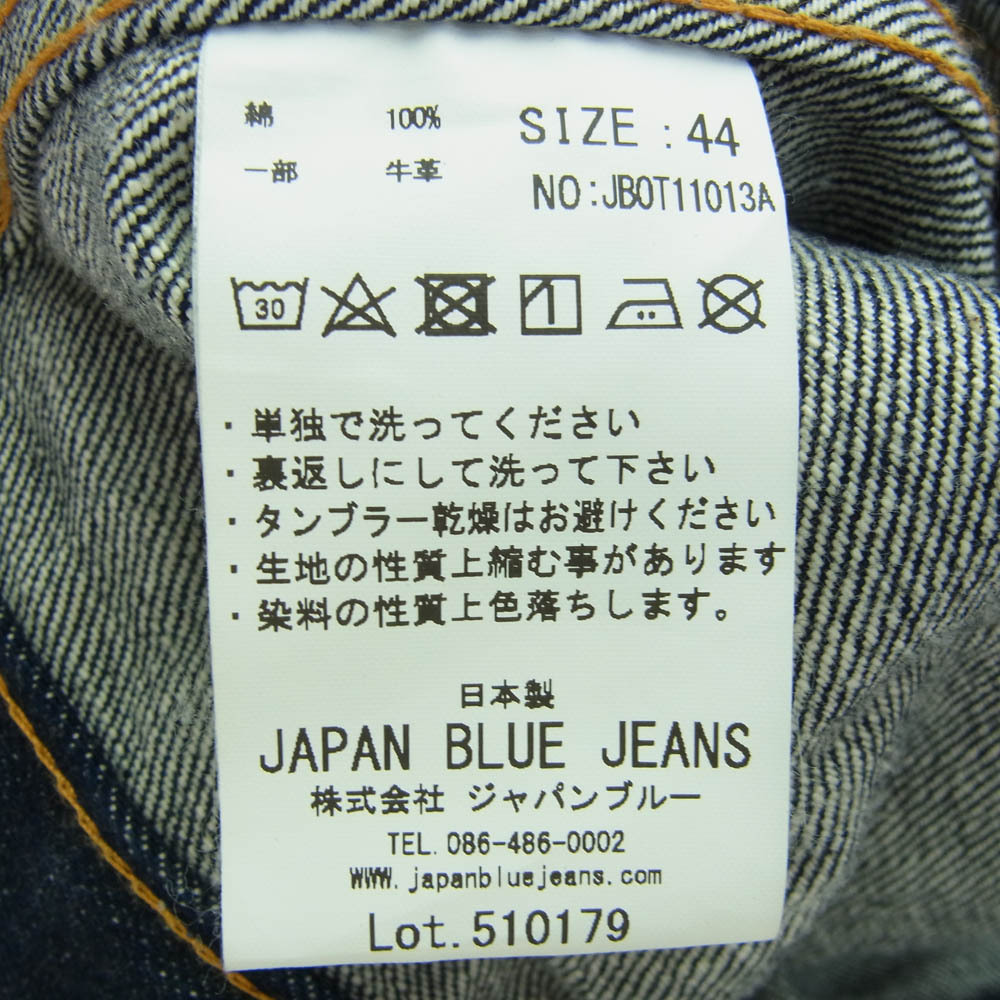 綿 100% SIZE : 44
一部 牛革 NO:JBOT11013A
30
・単独で洗ってください
・裏返しにして洗って下さい
・タンブラー乾燥はお避けください
・生地の性質上縮む事があります
・染料の性質上色落ちします。
日本製
JAPAN BLUE JEANS
株式会社 ジャパンブルー
TEL. 086-486-0002
WWW.japanbluejeans.com
Lot.510179